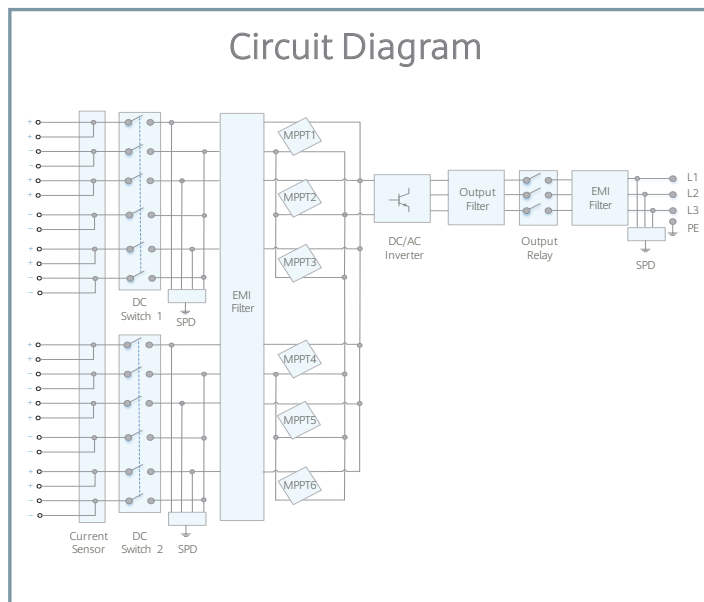 Circuit Diagram
+
+
−
−
+
+
−
−
+
+
−
−
DC
Switch 1
SPD
EMI
Filter
MPPT1
MPPT2
MPPT3
DC/AC
Inverter
Output
Filter
Output
Relay
EMI
Filter
L1
L2
L3
PE
SPD
+
+
−
−
+
+
−
−
+
+
−
−
MPPT4
MPPT5
MPPT6
Current
Sensor
DC
Switch 2
SPD